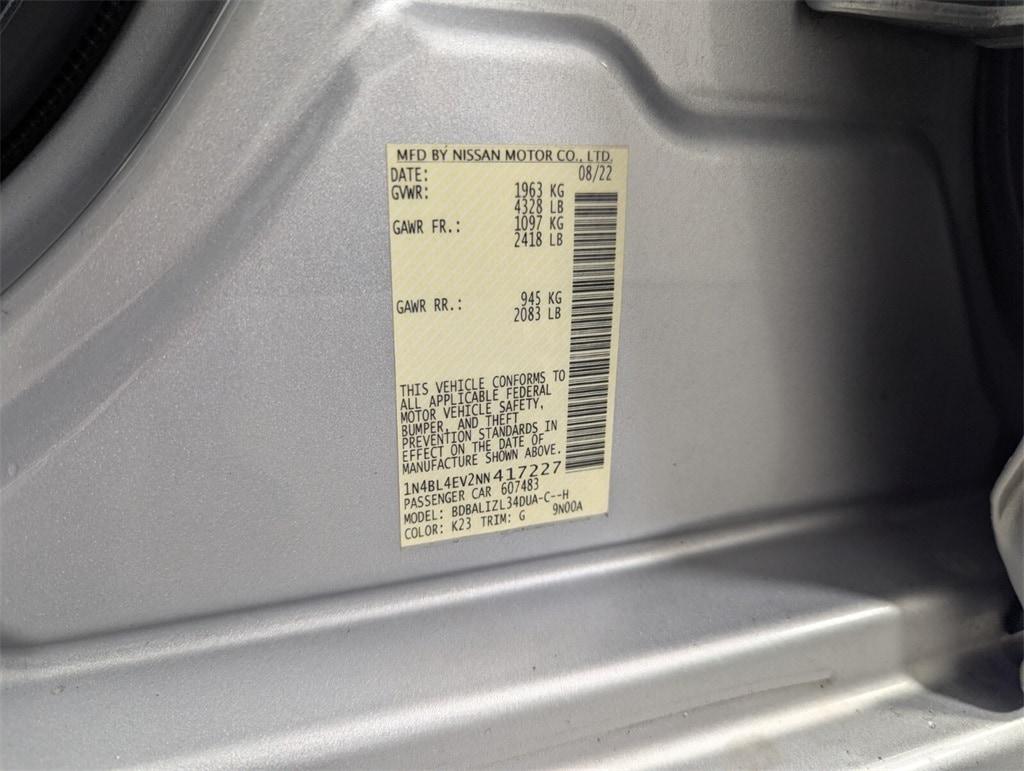 MFD BY NISSAN MOTOR CO., LTD.
DATE: 08/22
GVWR: 1963 KG
4328 LB
GAWR FR.: 1097 KG
2418 LB
GAWR RR.: 945 KG
2083 LB
THIS VEHICLE CONFORMS TO
ALL APPLICABLE FEDERAL
MOTOR VEHICLE SAFETY,
BUMPER, AND THEFT
PREVENTION STANDARDS IN
EFFECT ON THE DATE OF
MANUFACTURE SHOWN ABOVE.
1N4BL4EV2NN417227
PASSENGER CAR 607483
MODEL: BDBALIZL34DUA-C--H
COLOR: K23 TRIM: G 9N00A